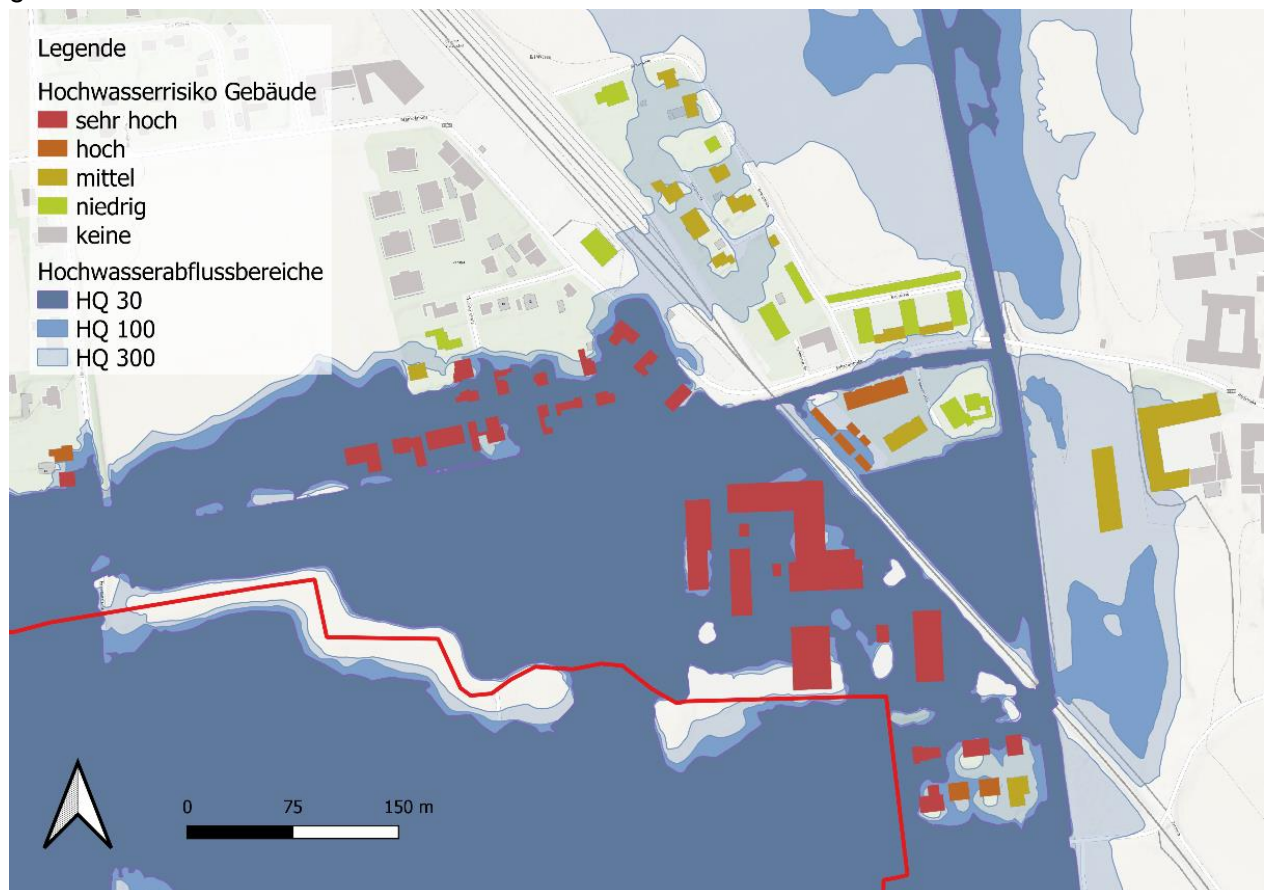 Legende
Hochwasserrisiko Gebäude
sehr hoch
hoch
mittel
niedrig
keine
Hochwasserabflussbereiche
HQ 30
HQ 100
HQ 300
0 75 150 m